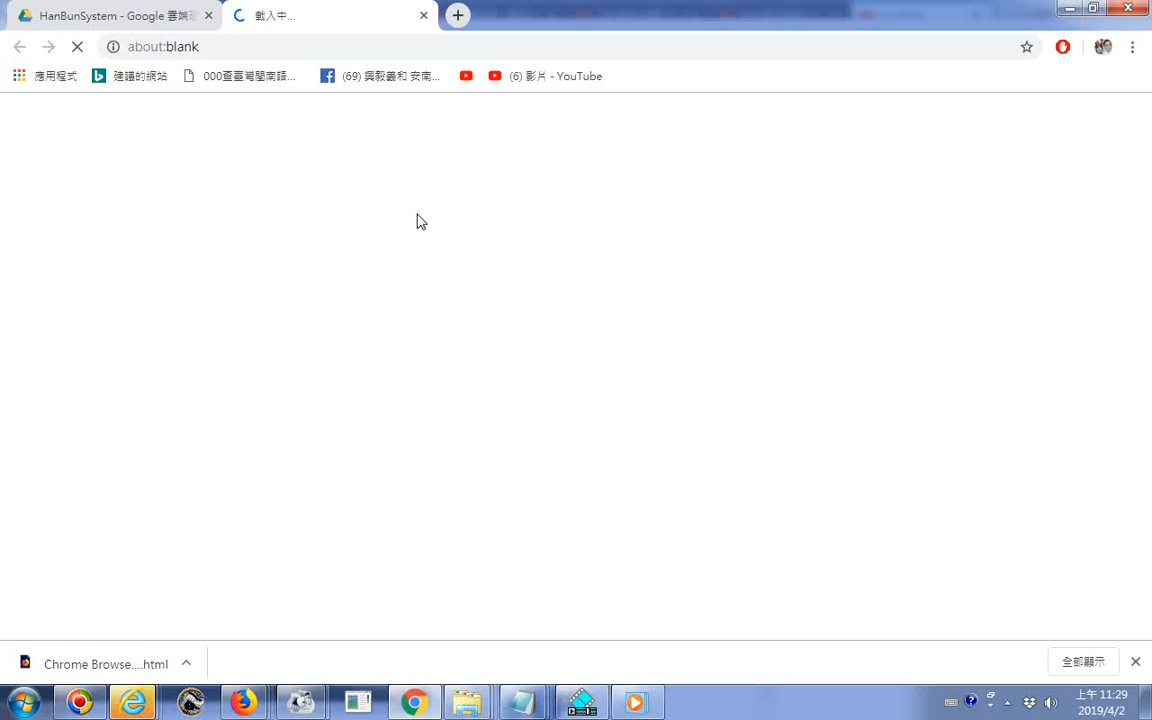 HanBunSystem - Google 雲端硬
載入中...
about:blank
應用程式
建議的網站
000查臺灣閩南語...
(69) 興毅義和 安南...
(6) 影片 - YouTube
Chrome Browse....html
全部顯示
上午 11:29
2019/4/2